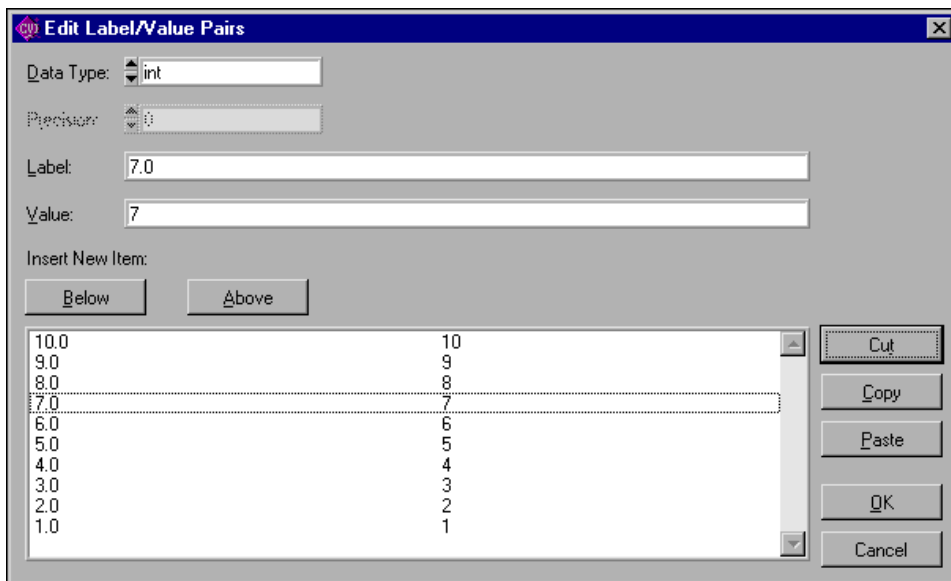 cvi Edit Label/Value Pairs
Data Type: int
Precision: 0
Label: 7.0
Value: 7
Insert New Item:
Below Above
10.0 10
9.0 9
8.0 8
7.0 7
6.0 6
5.0 5
4.0 4
3.0 3
2.0 2
1.0 1
Cut
Copy
Paste
OK
Cancel